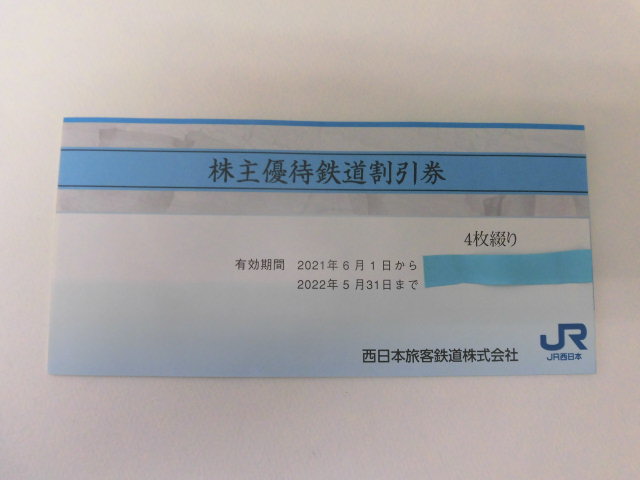 株主優待鉄道割引券
4枚綴り
有効期間 2021年6月1日から
2022年5月31日まで
西日本旅客鉄道株式会社
JR
JR西日本